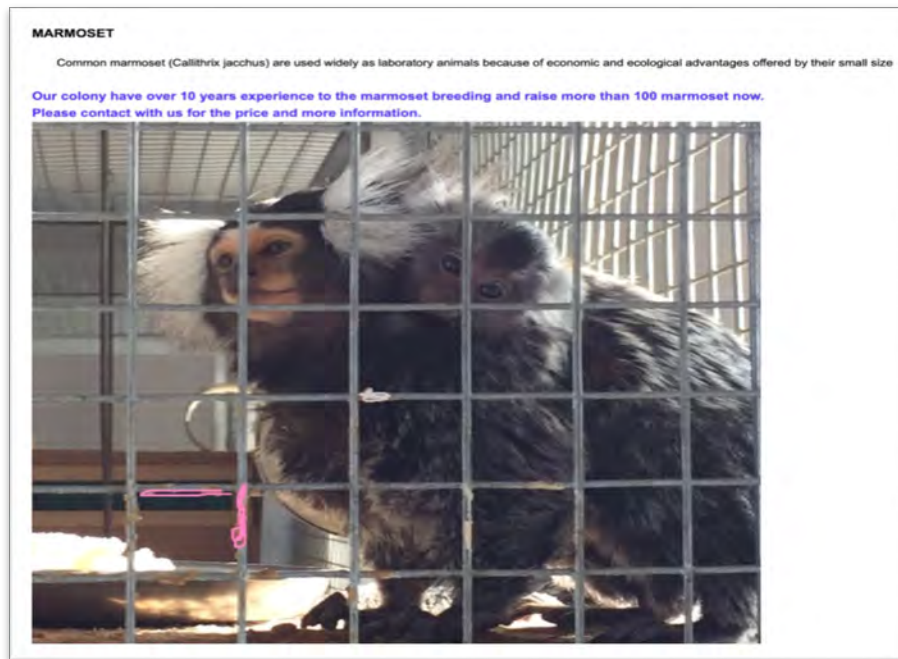 MARMOSET
Common marmoset (Callithrix jacchus) are used widely as laboratory animals because of economic and ecological advantages offered by their small size
Our colony have over 10 years experience to the marmoset breeding and raise more than 100 marmoset now.
Please contact with us for the price and more information.